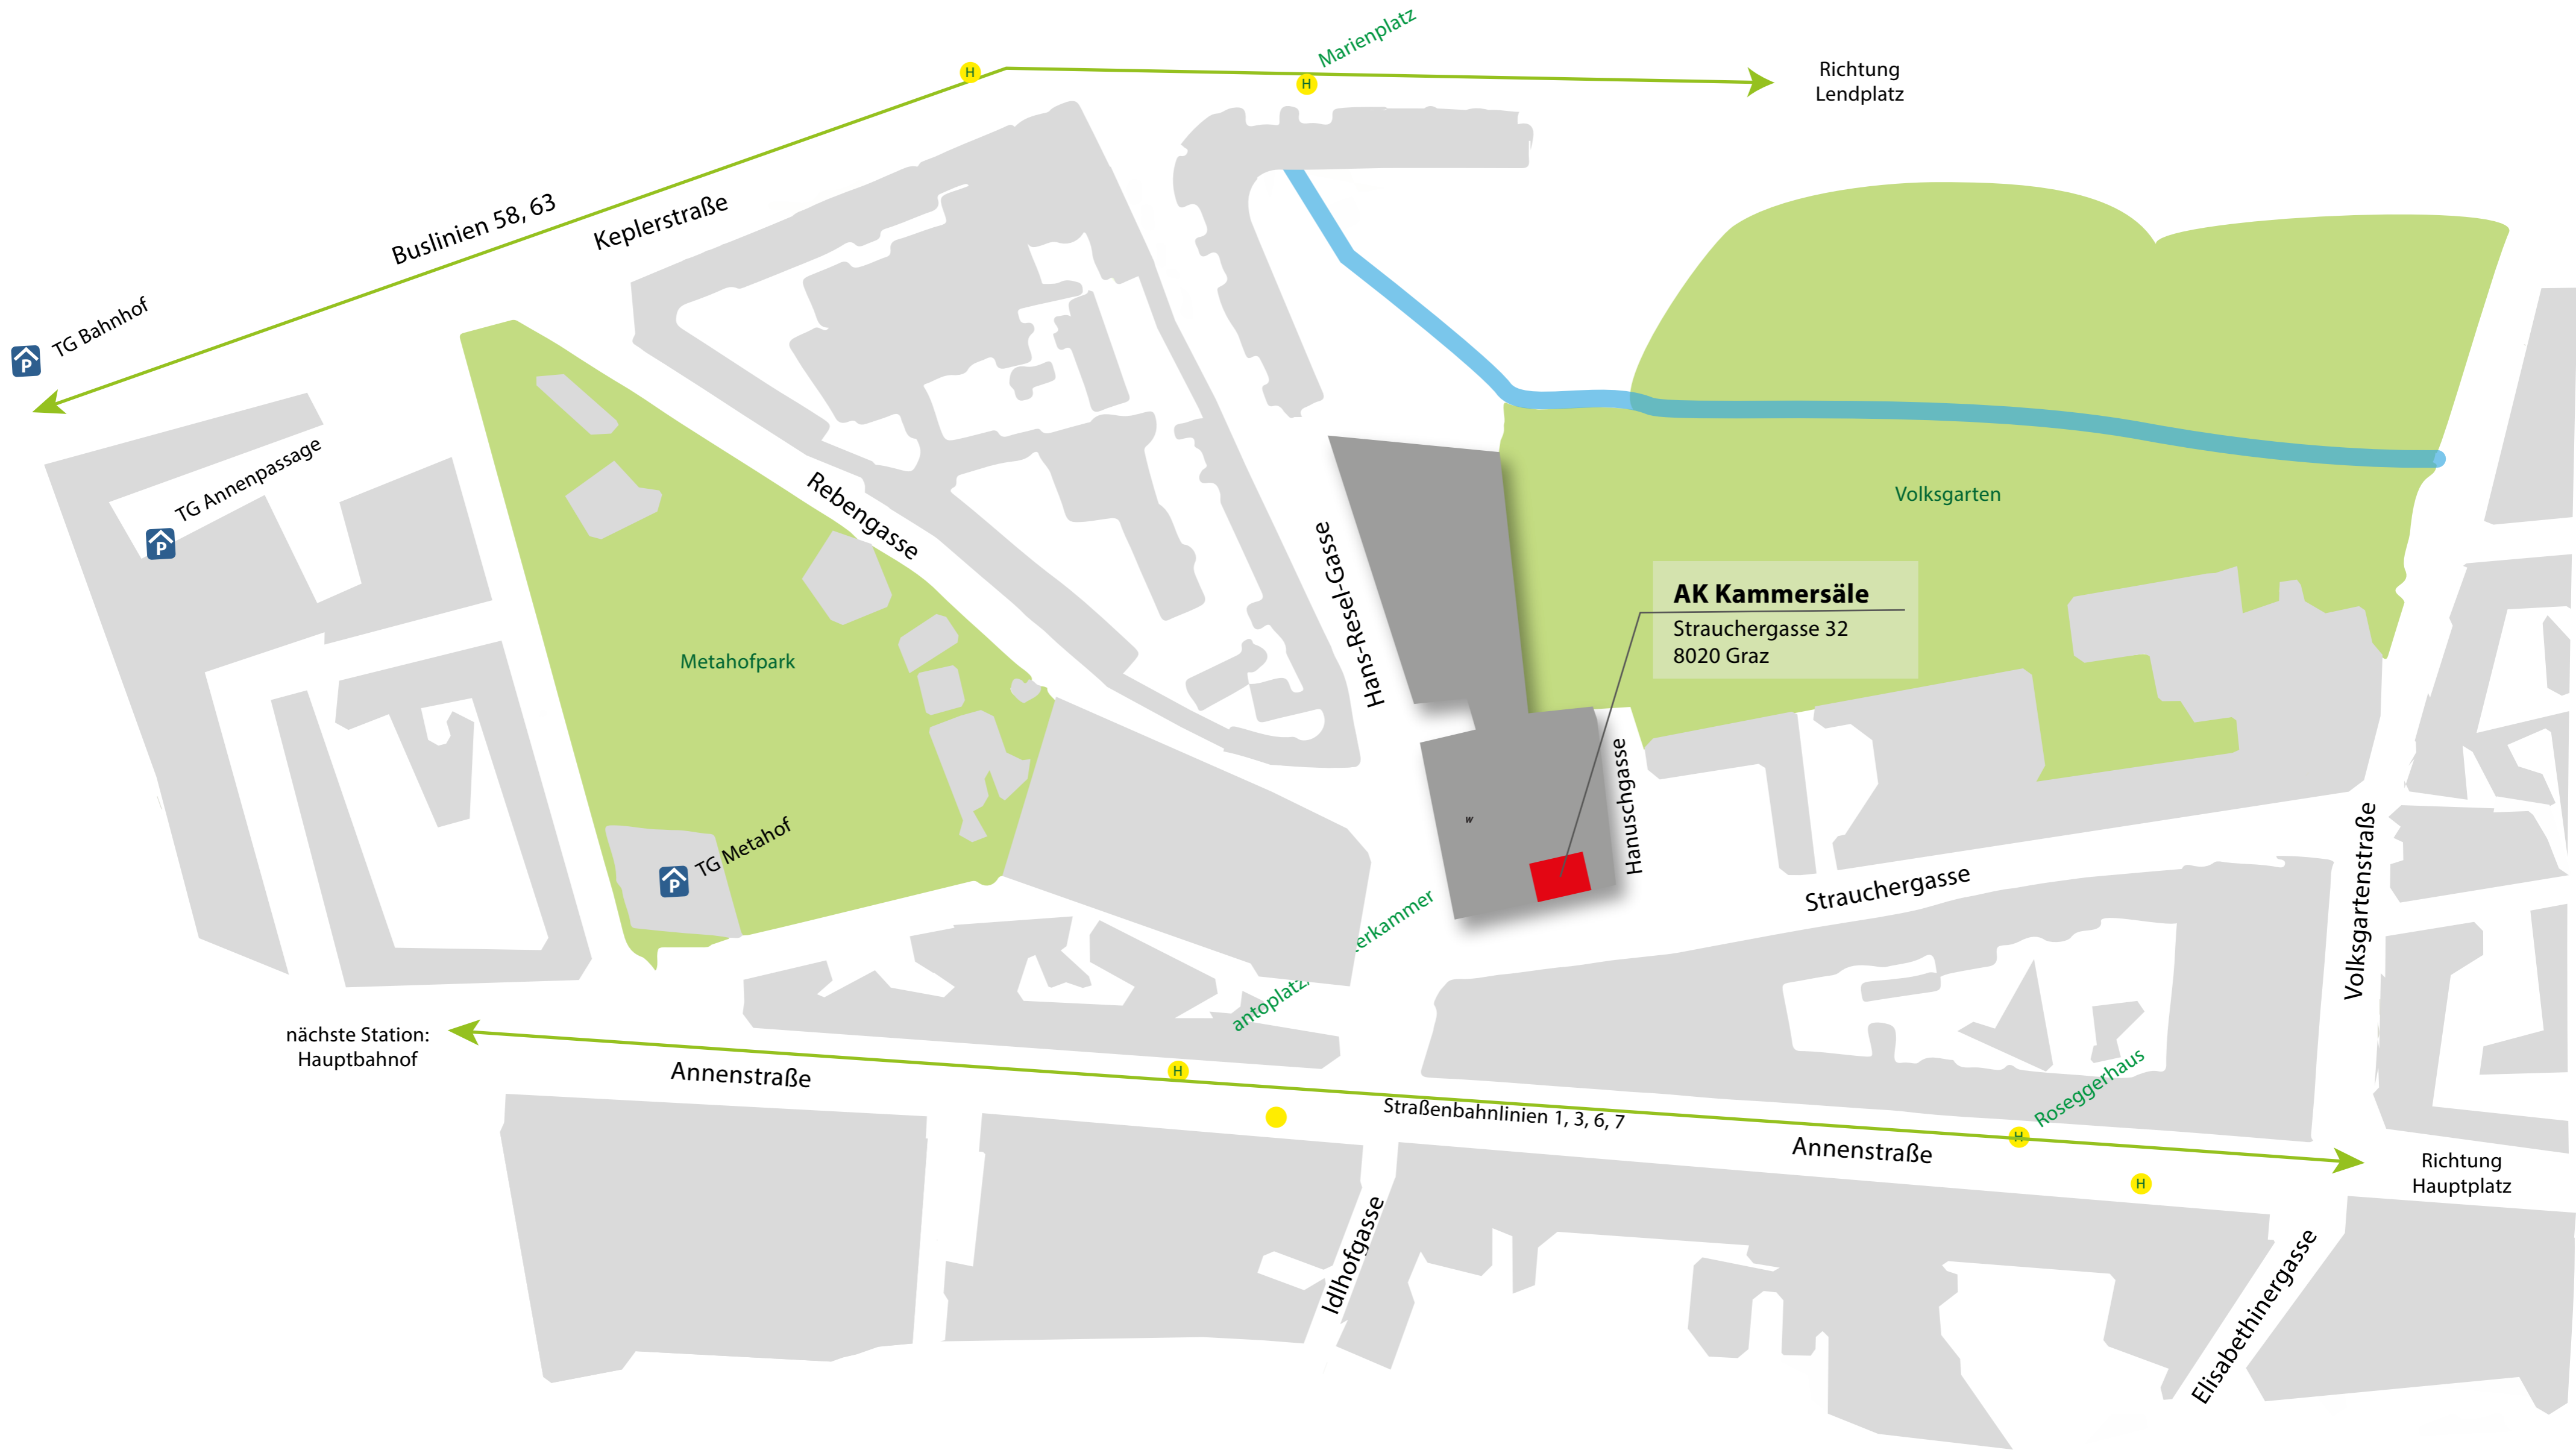 Marienplatz
H
H
Richtung
Lendplatz
Buslinien 58, 63
Keplerstraße
TG Bahnhof
P
TG Annenpassage
P
Rebengasse
Hans-Resel-Gasse
Volksgarten
AK Kammersäle
Strauchergasse 32
8020 Graz
Metahofpark
Hanuschgasse
w
TG Metahof
P
Strauchergasse
Volksgartenstraße
erkammer
antoplatz
nächste Station:
Hauptbahnhof
Annenstraße
H
Straßenbahnlinien 1, 3, 6, 7
Roseggerhaus
H
Annenstraße
H
Richtung
Hauptplatz
Idlhofgasse
Elisabethinergasse